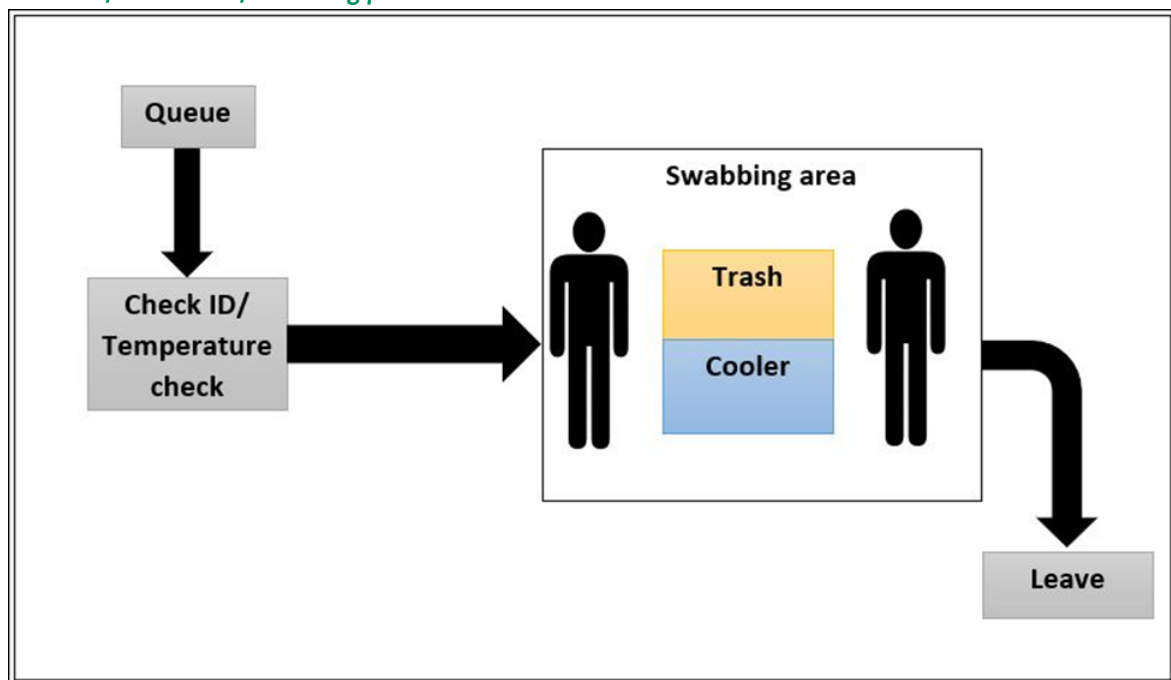 Queue
Check ID/
Temperature
check
Swabbing area
Trash
Cooler
Leave